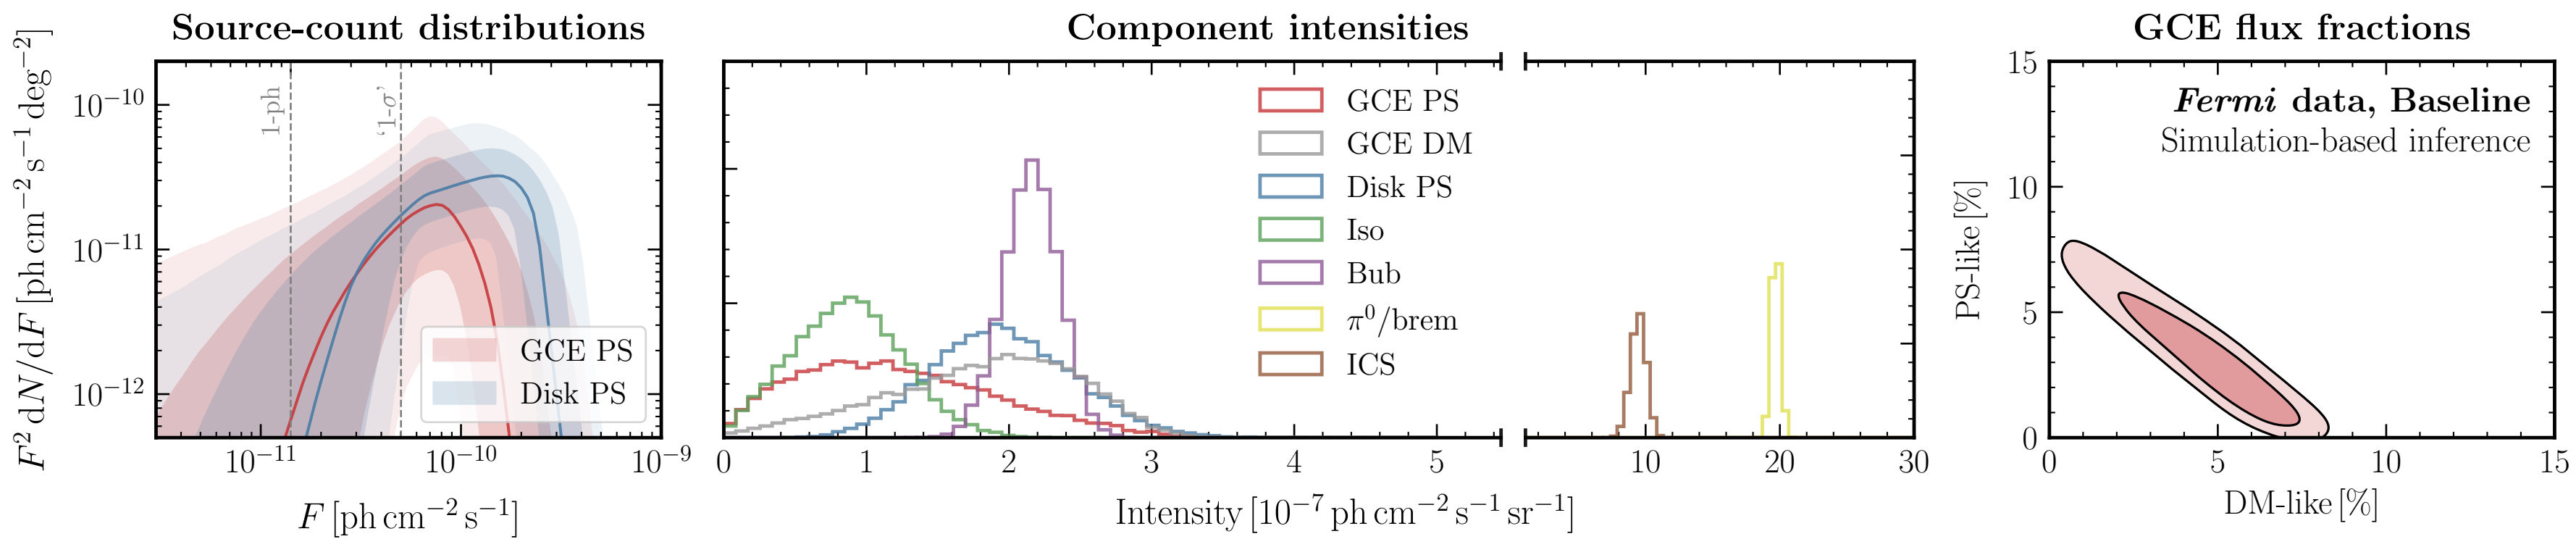 Source-count distributions
F² dN/dF [ph cm⁻² s⁻¹ deg⁻²]
10⁻¹⁰
10⁻¹¹
10⁻¹²
1-ph
‘1-σ’
GCE PS
Disk PS
10⁻¹¹ 10⁻¹⁰ 10⁻⁹
F [ph cm⁻² s⁻¹]
Component intensities
GCE PS
GCE DM
Disk PS
Iso
Bub
π⁰/brem
ICS
0 1 2 3 4 5 10 20 30
Intensity [10⁻⁷ ph cm⁻² s⁻¹ sr⁻¹]
GCE flux fractions
PS-like [%]
15
10
5
0
Fermi data, Baseline
Simulation-based inference
0 5 10 15
DM-like [%]